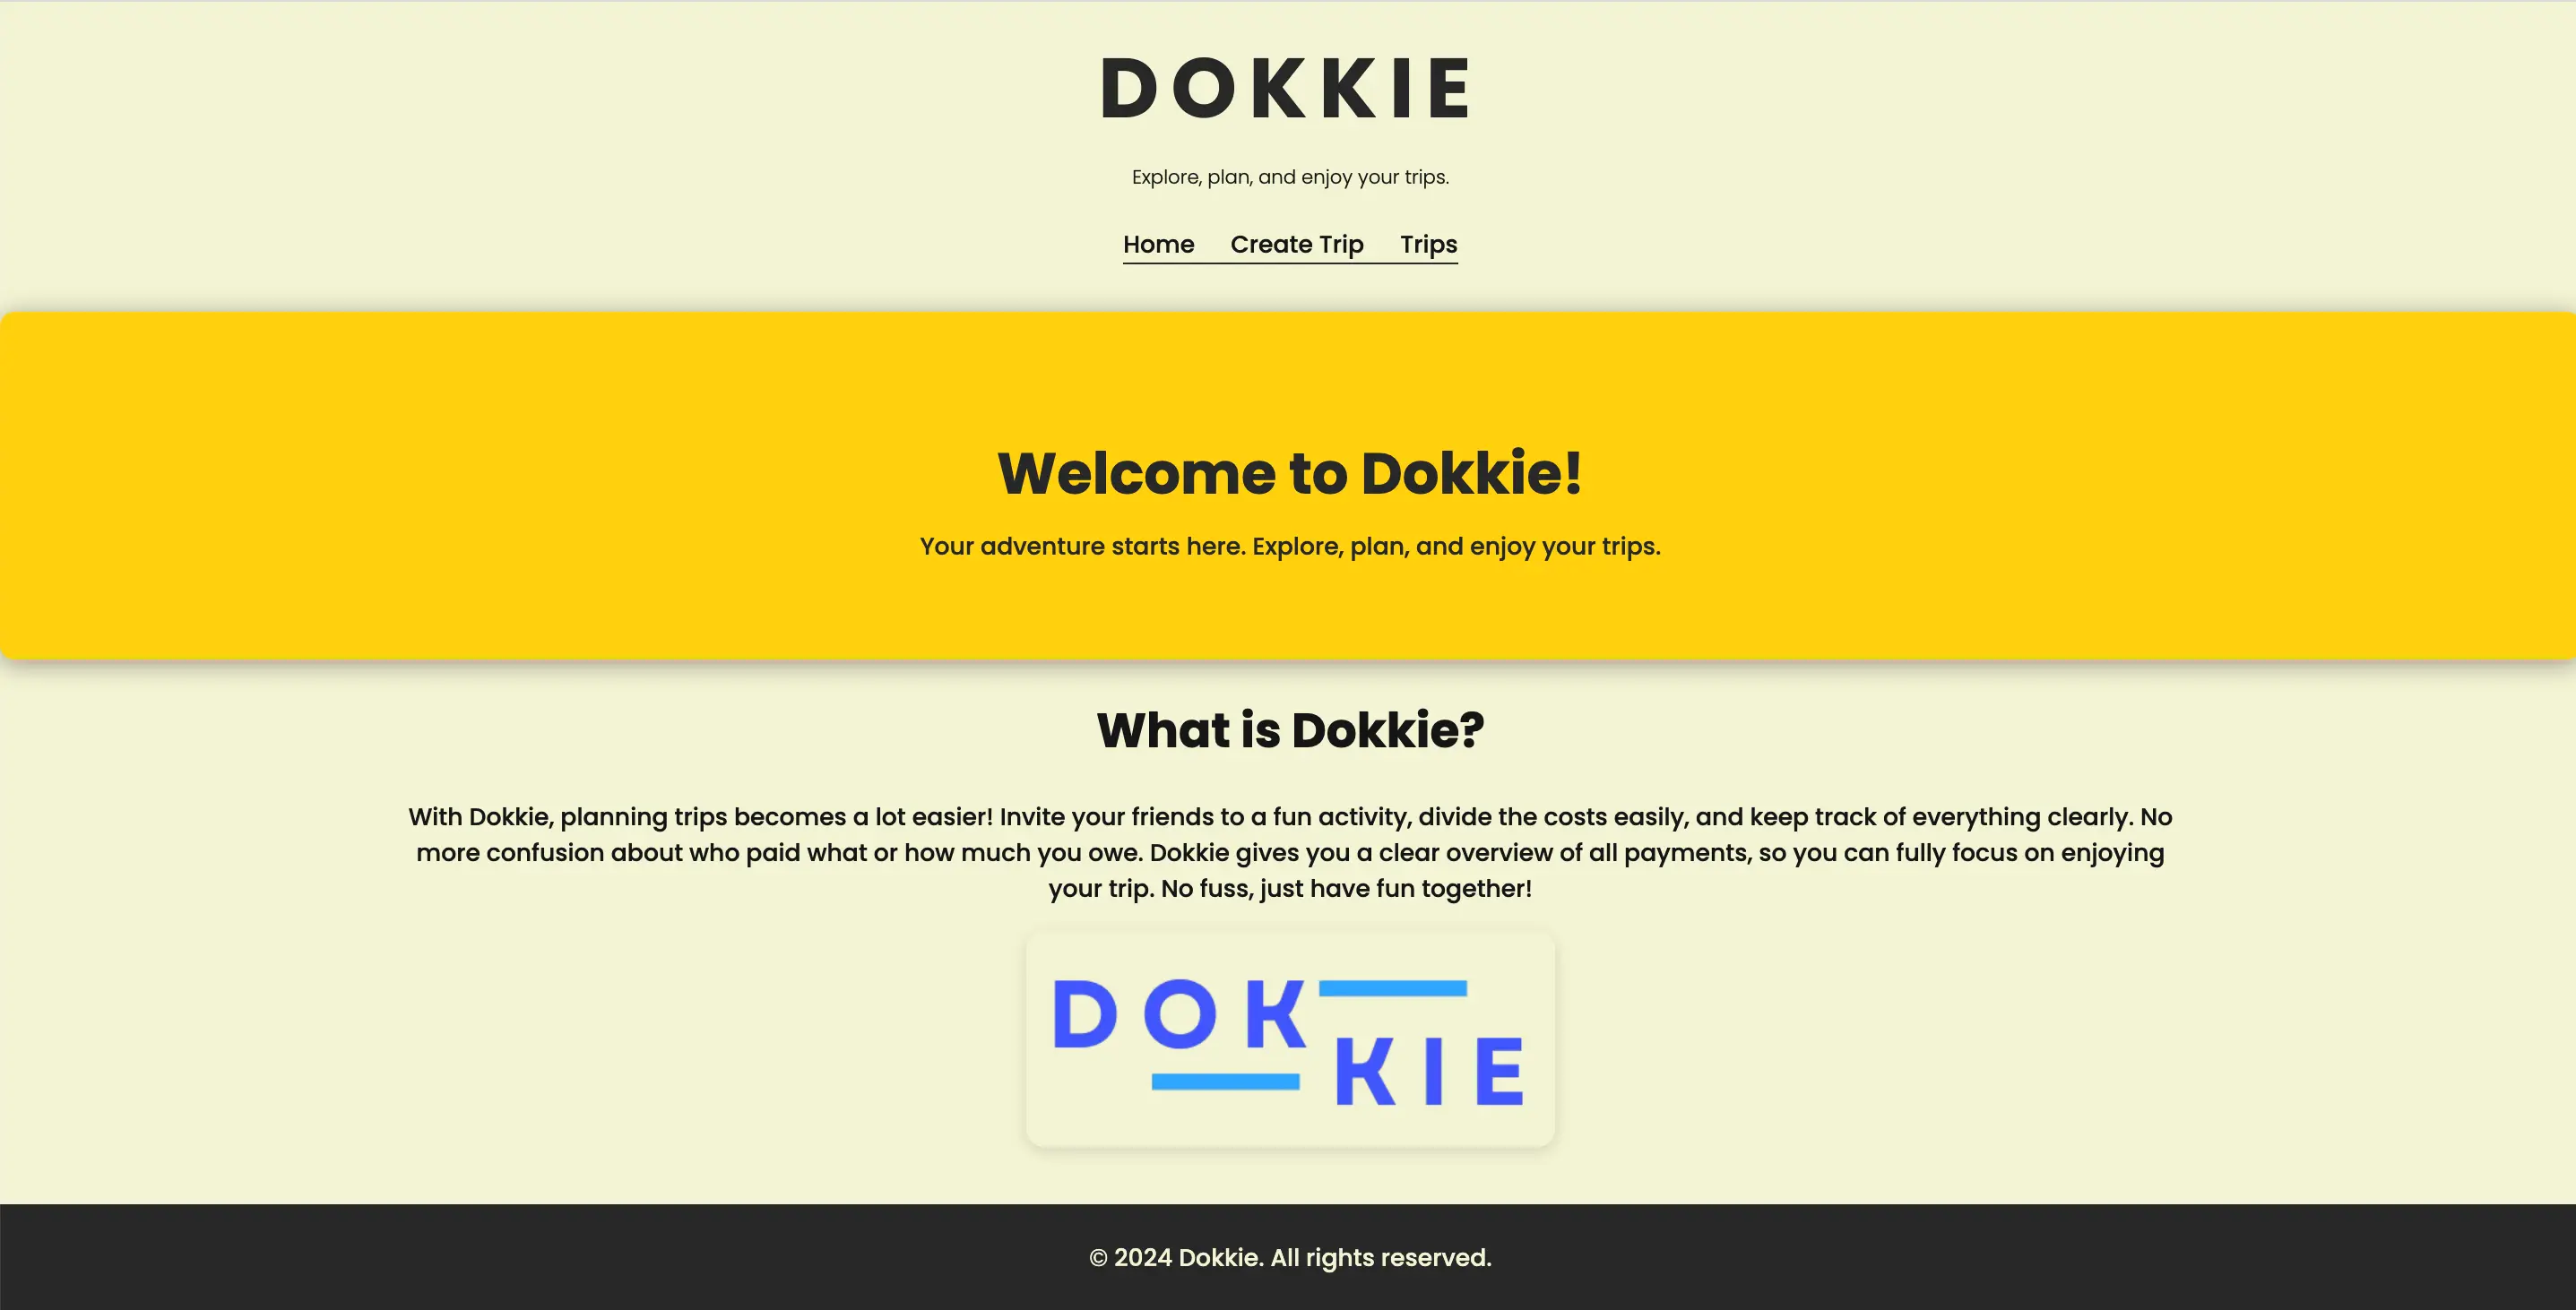 DOKKIE
Explore, plan, and enjoy your trips.
Home Create Trip Trips
Welcome to Dokkie!
Your adventure starts here. Explore, plan, and enjoy your trips.
What is Dokkie?
With Dokkie, planning trips becomes a lot easier! Invite your friends to a fun activity, divide the costs easily, and keep track of everything clearly. No
more confusion about who paid what or how much you owe. Dokkie gives you a clear overview of all payments, so you can fully focus on enjoying
your trip. No fuss, just have fun together!
DOK
KIE
© 2024 Dokkie. All rights reserved.